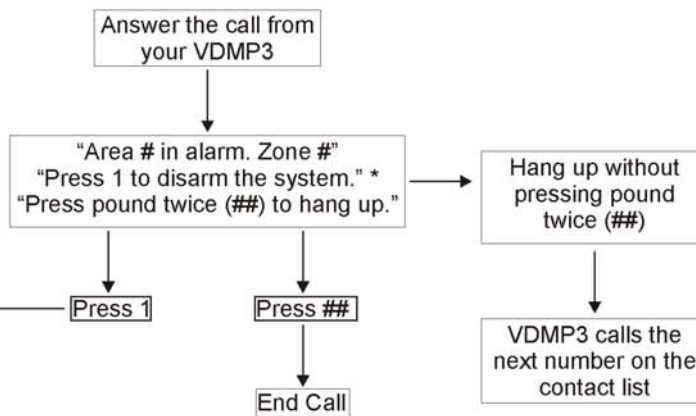 Answer the call from
your VDMP3
“Area # in alarm. Zone #”
“Press 1 to disarm the system.” *
“Press pound twice (##) to hang up.”
Hang up without
pressing pound
twice (##)
Press 1
Press ##
VDMP3 calls the
next number on the
contact list
End Call